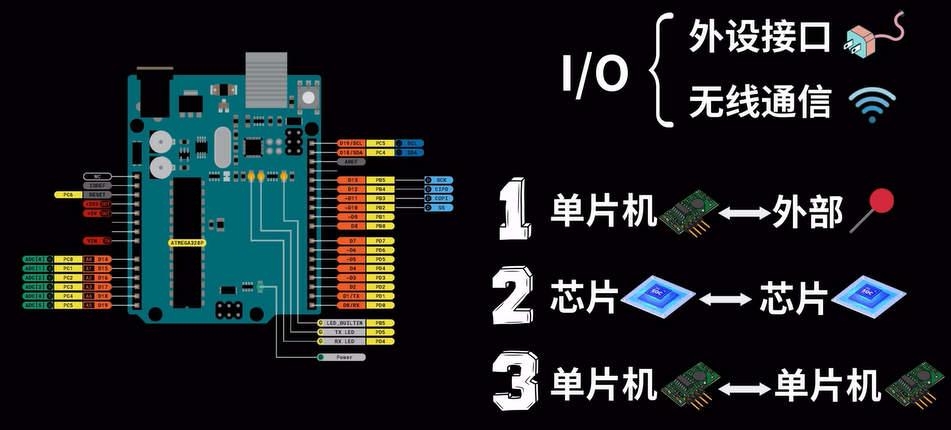 I/O
外设接口
无线通信
1 单片机 外部
2 芯片 芯片
3 单片机 单片机
D19/SCL PC5 SCL
D18/SDA PC4 SDA
AREF
D13 PB5 SCK
D12 PB4 CIPO
~D11 PB3 COPI
~D10 PB2 SS
~D9 PB1
D8 PB0
D7 PD7
~D6 PD6
~D5 PD5
D4 PD4
~D3 PD3
D2 PD2
D1/TX PD1
D0/RX PD0
NC
IOREF
PC6 RESET
+3V3 OUT
+5V OUT
VIN IN
ADC[0] PC0 A0 D14
ADC[1] PC1 A1 D15
ADC[2] PC2 A2 D16
ADC[3] PC3 A3 D17
ADC[4] PC4 A4 D18
ADC[5] PC5 A5 D19
ATMEGA328P
LED_BUILTIN PB5
TX LED PD5
RX LED PD4
Power